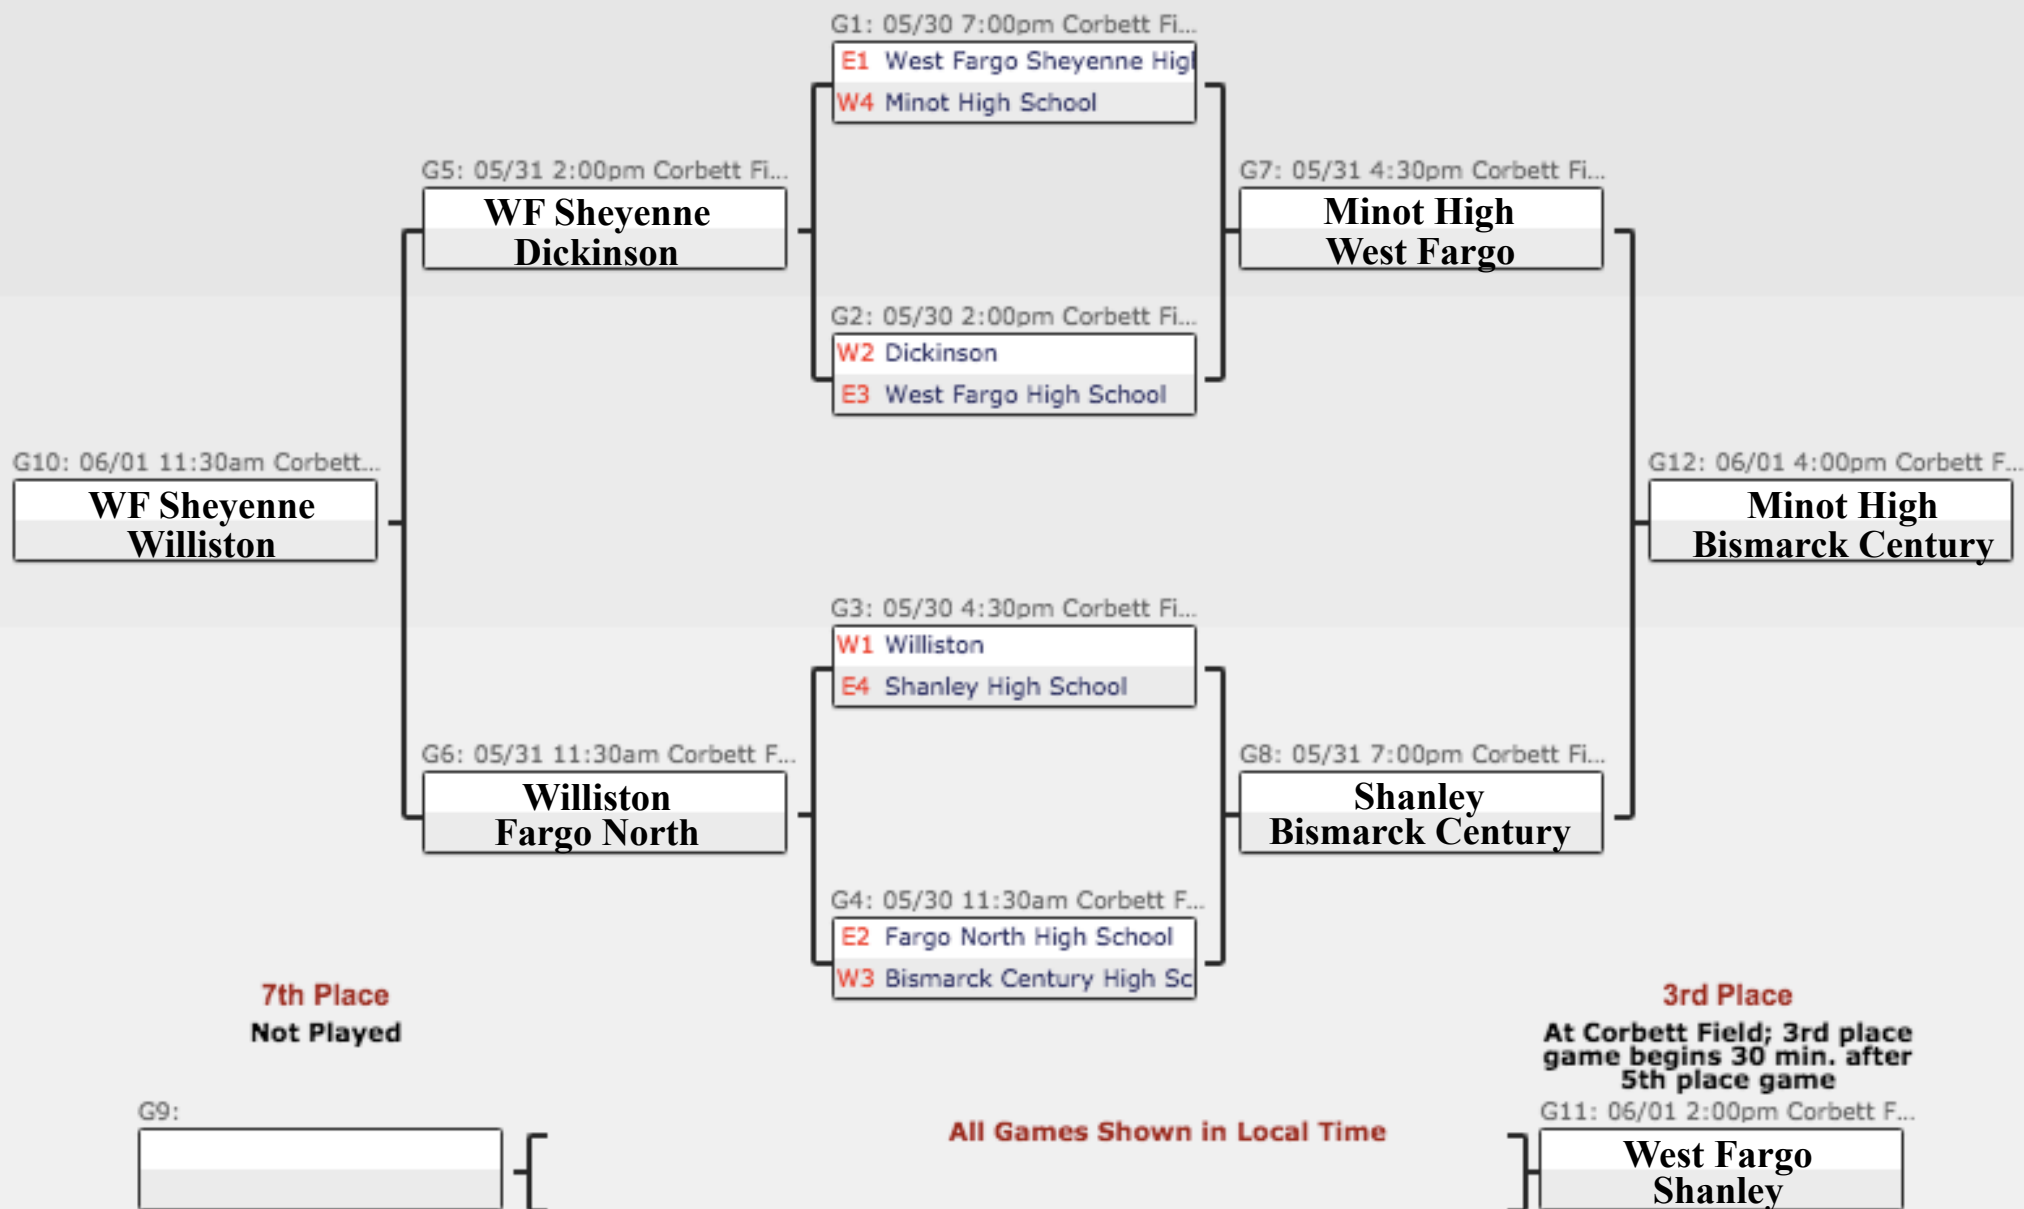 G1: 05/30 7:00pm Corbett Fi...
E1 West Fargo Sheyenne High
W4 Minot High School
G5: 05/31 2:00pm Corbett Fi...
WF Sheyenne
Dickinson
G7: 05/31 4:30pm Corbett Fi...
Minot High
West Fargo
G2: 05/30 2:00pm Corbett Fi...
W2 Dickinson
E3 West Fargo High School
G10: 06/01 11:30am Corbett...
WF Sheyenne
Williston
G12: 06/01 4:00pm Corbett F...
Minot High
Bismarck Century
G3: 05/30 4:30pm Corbett Fi...
W1 Williston
E4 Shanley High School
G6: 05/31 11:30am Corbett F...
Williston
Fargo North
G8: 05/31 7:00pm Corbett Fi...
Shanley
Bismarck Century
G4: 05/30 11:30am Corbett F...
E2 Fargo North High School
W3 Bismarck Century High Sc
7th Place
Not Played
3rd Place
At Corbett Field; 3rd place
game begins 30 min. after
5th place game
G9:
All Games Shown in Local Time
G11: 06/01 2:00pm Corbett F...
West Fargo
Shanley